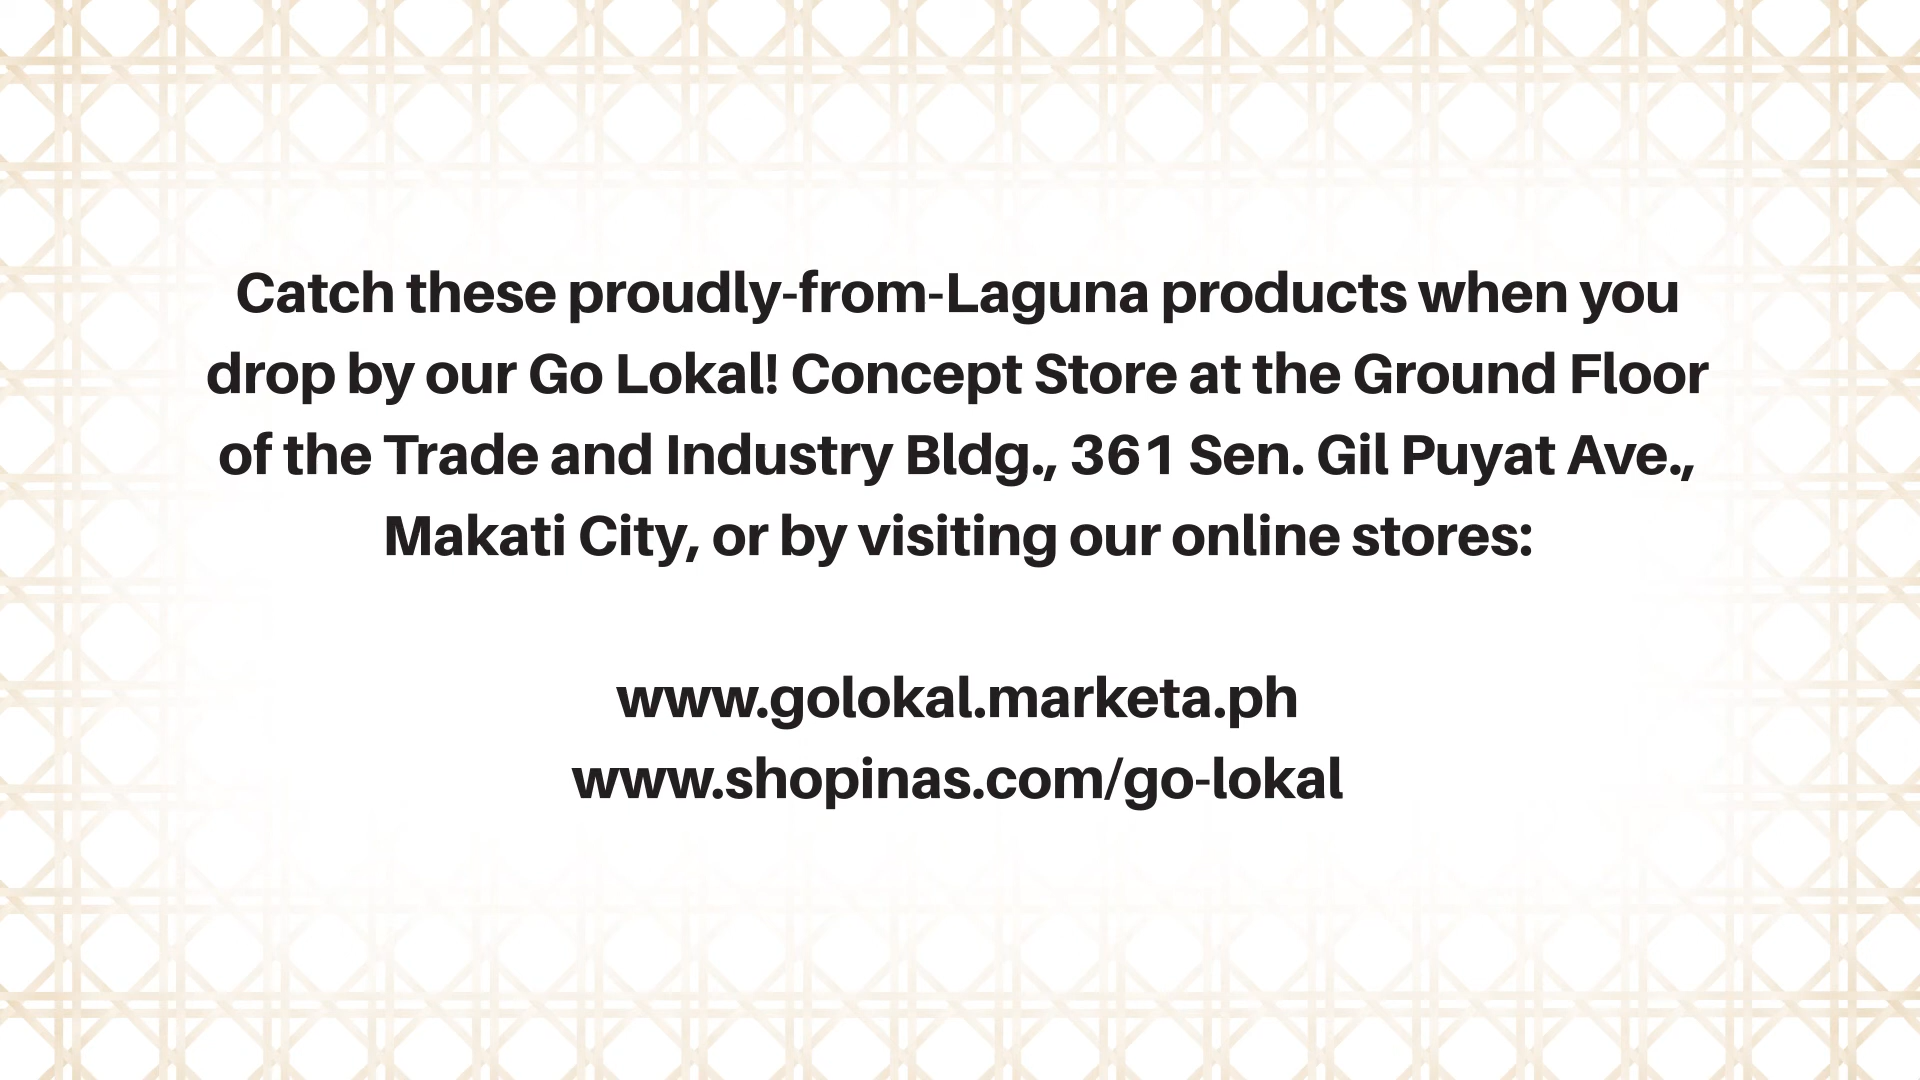 Catch these proudly-from-Laguna products when you
drop by our Go Lokal! Concept Store at the Ground Floor
of the Trade and Industry Bldg., 361 Sen. Gil Puyat Ave.,
Makati City, or by visiting our online stores:
www.golokal.marketa.ph
www.shopinas.com/go-lokal